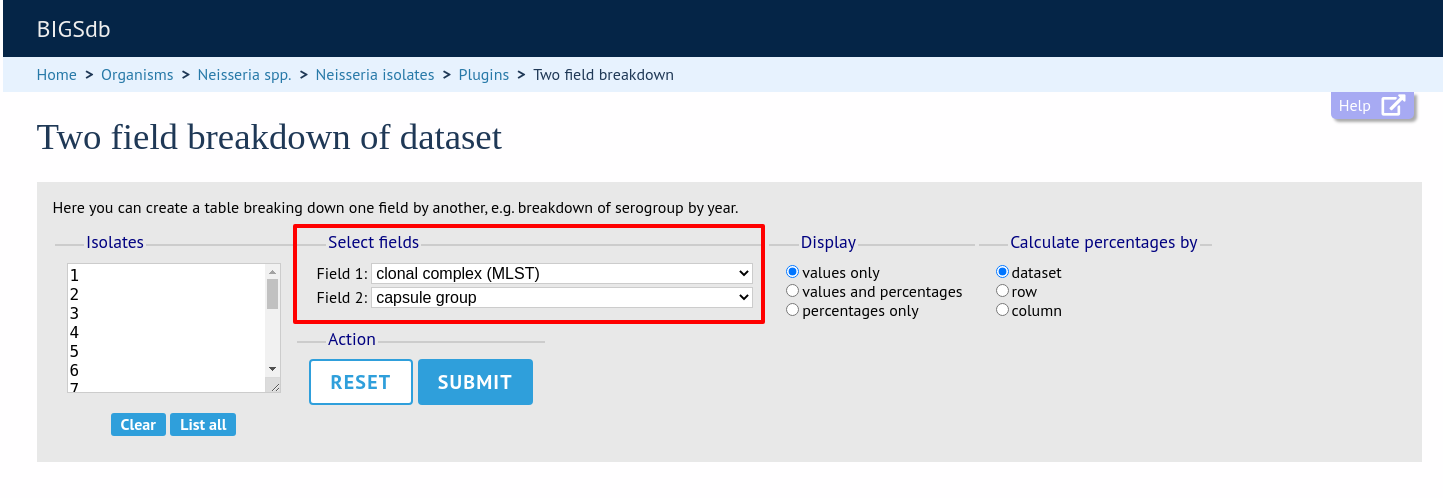 BIGSdb
Home > Organisms > Neisseria spp. > Neisseria isolates > Plugins > Two field breakdown
Help
Two field breakdown of dataset
Here you can create a table breaking down one field by another, e.g. breakdown of serogroup by year.
Isolates
1
2
3
4
5
6
7
Clear List all
Select fields
Field 1: clonal complex (MLST)
Field 2: capsule group
Action
RESET SUBMIT
Display
values only
values and percentages
percentages only
Calculate percentages by
dataset
row
column